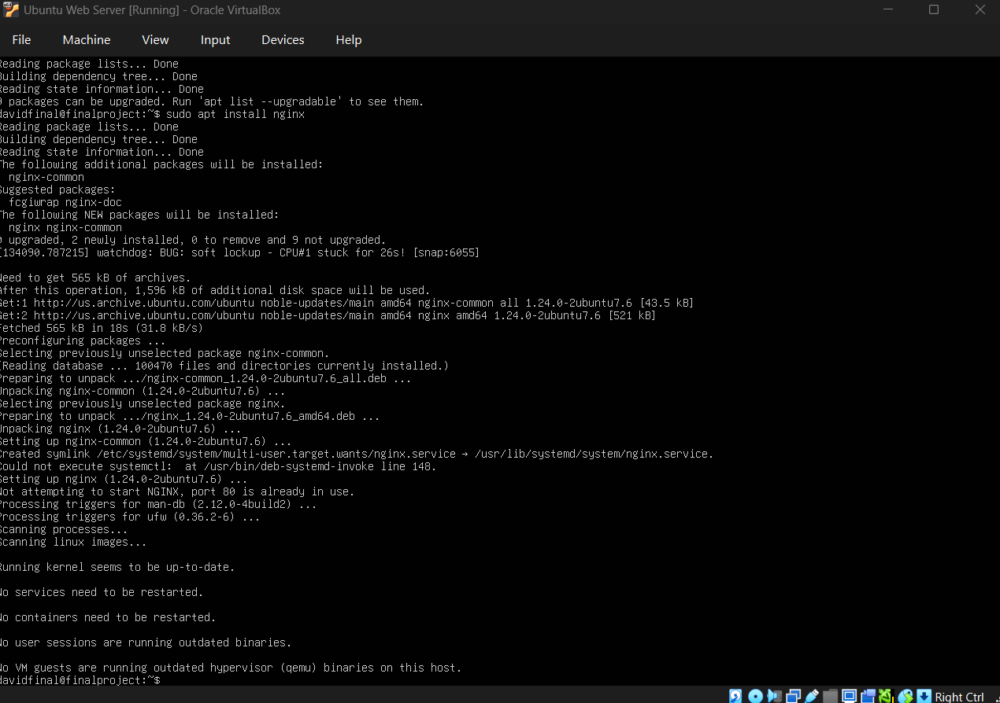 Ubuntu Web Server [Running] - Oracle VirtualBox
File Machine View Input Devices Help
Reading package lists... Done
Building dependency tree... Done
Reading state information... Done
9 packages can be upgraded. Run 'apt list --upgradable' to see them.
davidfinal@finalproject:~$ sudo apt install nginx
Reading package lists... Done
Building dependency tree... Done
Reading state information... Done
The following additional packages will be installed:
nginx-common
Suggested packages:
fcgiwrap nginx-doc
The following NEW packages will be installed:
nginx nginx-common
0 upgraded, 2 newly installed, 0 to remove and 9 not upgraded.
[134090.787215] watchdog: BUG: soft lockup - CPU#1 stuck for 26s! [snap:6055]
Need to get 565 kB of archives.
After this operation, 1,596 kB of additional disk space will be used.
Get:1 http://us.archive.ubuntu.com/ubuntu noble-updates/main amd64 nginx-common all 1.24.0-2ubuntu7.6 [43.5 kB]
Get:2 http://us.archive.ubuntu.com/ubuntu noble-updates/main amd64 nginx amd64 1.24.0-2ubuntu7.6 [521 kB]
Fetched 565 kB in 18s (31.8 kB/s)
Preconfiguring packages ...
Selecting previously unselected package nginx-common.
(Reading database ... 100470 files and directories currently installed.)
Preparing to unpack .../nginx-common_1.24.0-2ubuntu7.6_all.deb ...
Unpacking nginx-common (1.24.0-2ubuntu7.6) ...
Selecting previously unselected package nginx.
Preparing to unpack .../nginx_1.24.0-2ubuntu7.6_amd64.deb ...
Unpacking nginx (1.24.0-2ubuntu7.6) ...
Setting up nginx-common (1.24.0-2ubuntu7.6) ...
Created symlink /etc/systemd/system/multi-user.target.wants/nginx.service → /usr/lib/systemd/system/nginx.service.
Could not execute systemctl:  at /usr/bin/deb-systemd-invoke line 148.
Setting up nginx (1.24.0-2ubuntu7.6) ...
Not attempting to start NGINX, port 80 is already in use.
Processing triggers for man-db (2.12.0-4build2) ...
Processing triggers for ufw (0.36.2-6) ...
Scanning processes...
Scanning linux images...
Running kernel seems to be up-to-date.
No services need to be restarted.
No containers need to be restarted.
No user sessions are running outdated binaries.
No VM guests are running outdated hypervisor (qemu) binaries on this host.
davidfinal@finalproject:~$
Right Ctrl